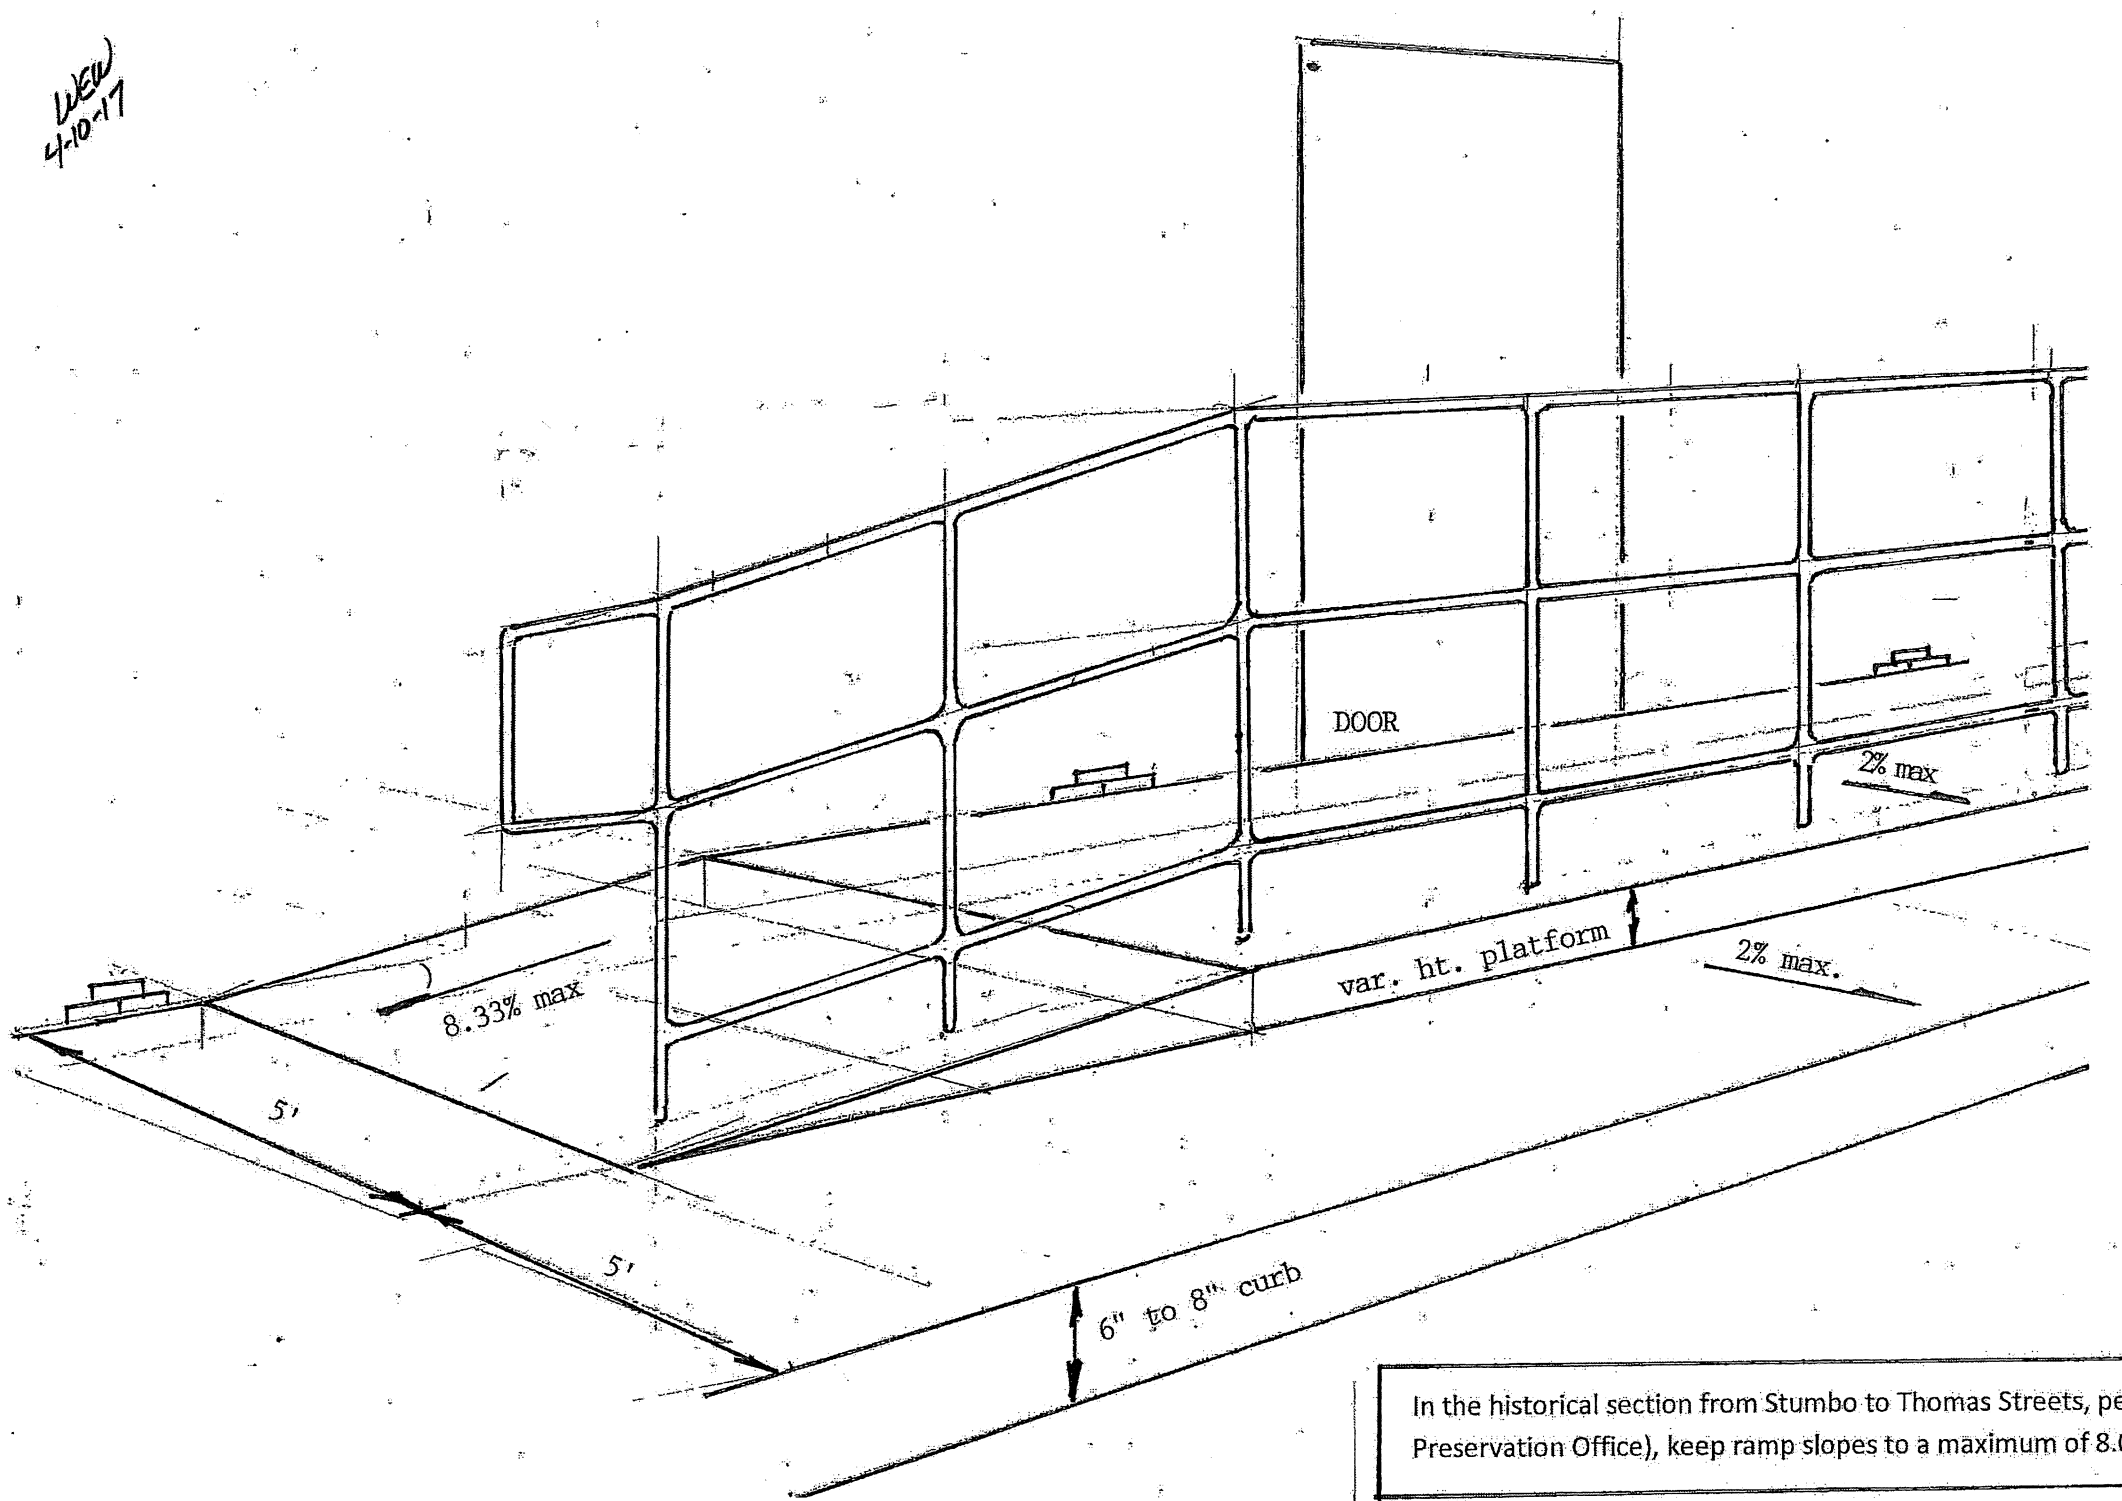 WEW
4-10-17
DOOR
2% max
8.33% max
var. ht. platform
2% max.
5'
5'
6" to 8" curb
In the historical section from Stumbo to Thomas Streets,
Preservation Office), keep ramp slopes to a maximum of